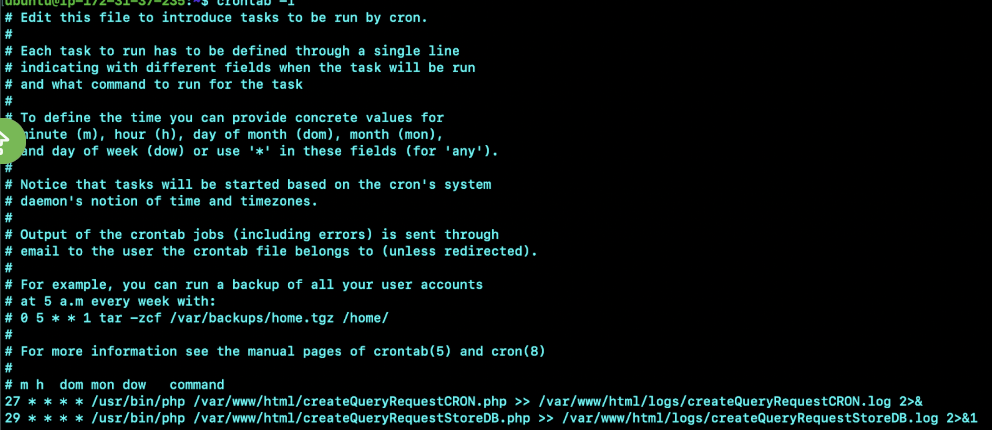 ubuntu@ip-172-31-37-235:~$ crontab -l
# Edit this file to introduce tasks to be run by cron.
#
# Each task to run has to be defined through a single line
# indicating with different fields when the task will be run
# and what command to run for the task
#
# To define the time you can provide concrete values for
minute (m), hour (h), day of month (dom), month (mon),
and day of week (dow) or use '*' in these fields (for 'any').
#
# Notice that tasks will be started based on the cron's system
# daemon's notion of time and timezones.
#
# Output of the crontab jobs (including errors) is sent through
# email to the user the crontab file belongs to (unless redirected).
#
# For example, you can run a backup of all your user accounts
# at 5 a.m every week with:
# 0 5 * * 1 tar -zcf /var/backups/home.tgz /home/
#
# For more information see the manual pages of crontab(5) and cron(8)
#
# m h  dom mon dow   command
27 * * * * /usr/bin/php /var/www/html/createQueryRequestCRON.php >> /var/www/html/logs/createQueryRequestCRON.log 2>&
29 * * * * /usr/bin/php /var/www/html/createQueryRequestStoreDB.php >> /var/www/html/logs/createQueryRequestStoreDB.log 2>&1